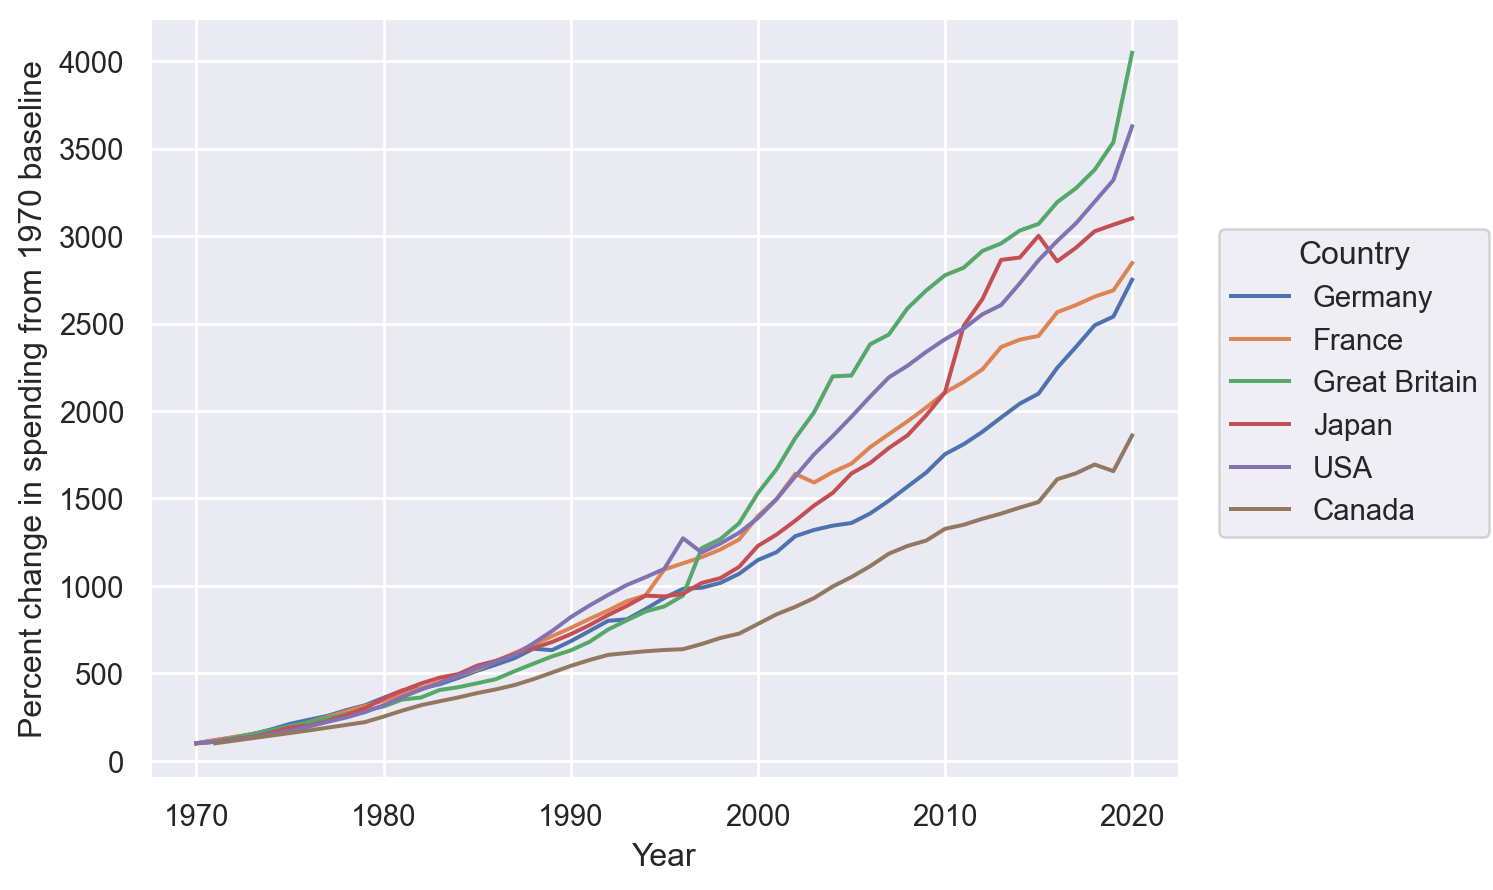 Percent change in spending from 1970 baseline
4000
3500
3000
2500
2000
1500
1000
500
0
1970 1980 1990 2000 2010 2020
Year
Country
Germany
France
Great Britain
Japan
USA
Canada